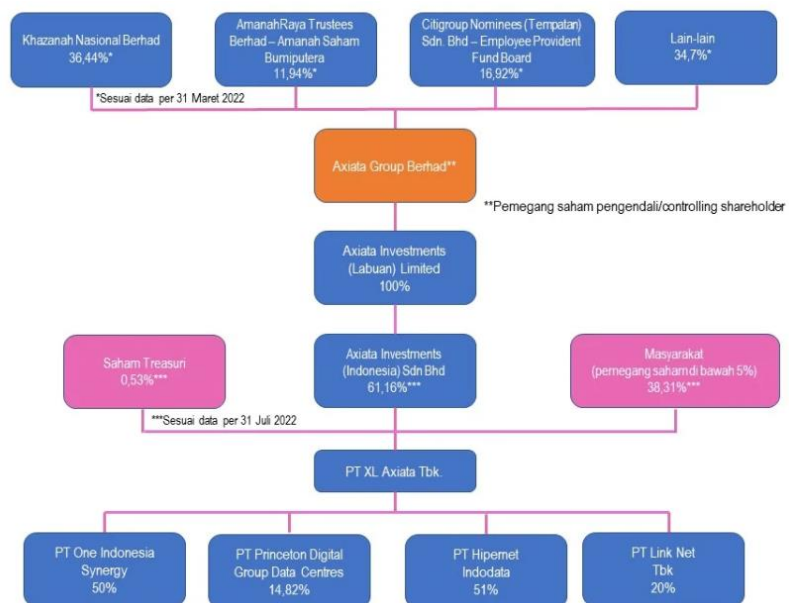 Khazanah Nasional Berhad
36,44%*
AmanahRaya Trustees
Berhad – Amanah Saham
Bumiputera
11,94%*
Citigroup Nominees (Tempatan)
Sdn. Bhd – Employee Provident
Fund Board
16,92%*
Lain-lain
34,7%*
*Sesuai data per 31 Maret 2022
Axiata Group Berhad**
**Pemegang saham pengendali/controlling shareholder
Axiata Investments
(Labuan) Limited
100%
Saham Treasuri
0,53%***
Axiata Investments
(Indonesia) Sdn Bhd
61,16%***
Masyarakat
(pemegang saham di bawah 5%)
38,31%***
***Sesuai data per 31 Juli 2022
PT XL Axiata Tbk.
PT One Indonesia
Synergy
50%
PT Princeton Digital
Group Data Centres
14,82%
PT Hipernet
Indodata
51%
PT Link Net
Tbk
20%